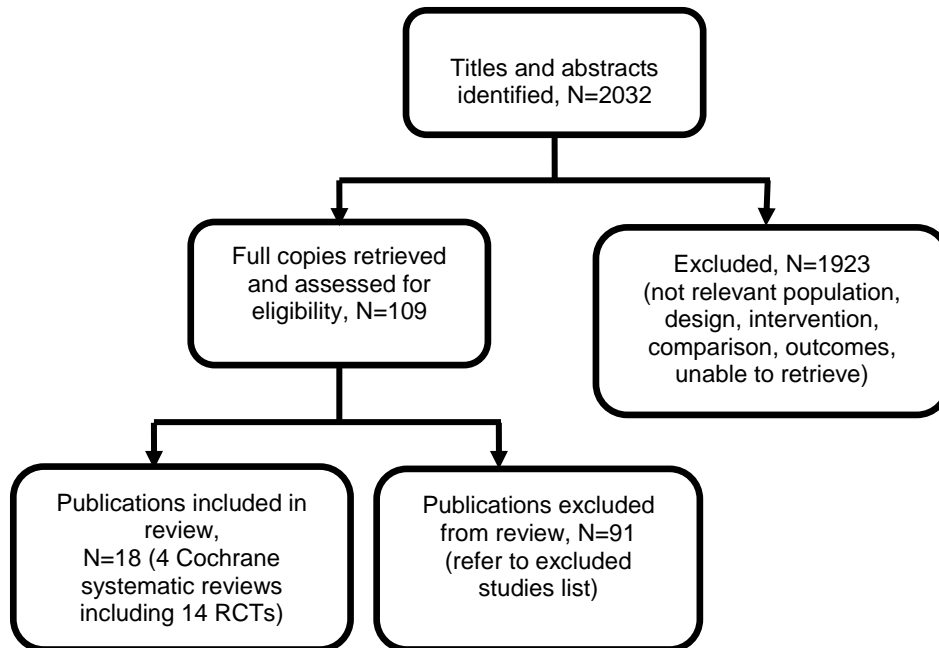 Titles and abstracts
identified, N=2032
Full copies retrieved
and assessed for
eligibility, N=109
Excluded, N=1923
(not relevant population,
design, intervention,
comparison, outcomes,
unable to retrieve)
Publications included in
review,
N=18 (4 Cochrane
systematic reviews
including 14 RCTs)
Publications excluded
from review, N=91
(refer to excluded
studies list)